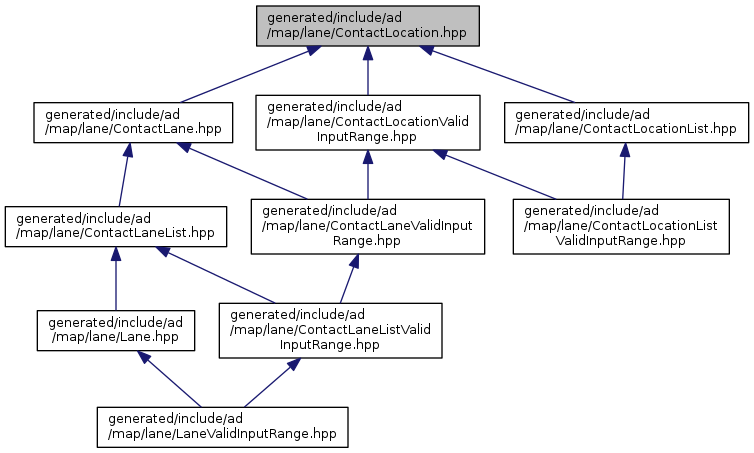 generated/include/ad
/map/lane/ContactLocation.hpp
generated/include/ad
/map/lane/ContactLane.hpp
generated/include/ad
/map/lane/ContactLocationValid
InputRange.hpp
generated/include/ad
/map/lane/ContactLocationList.hpp
generated/include/ad
/map/lane/ContactLaneList.hpp
generated/include/ad
/map/lane/ContactLaneValidInput
Range.hpp
generated/include/ad
/map/lane/ContactLocationList
ValidInputRange.hpp
generated/include/ad
/map/lane/Lane.hpp
generated/include/ad
/map/lane/ContactLaneListValid
InputRange.hpp
generated/include/ad
/map/lane/LaneValidInputRange.hpp